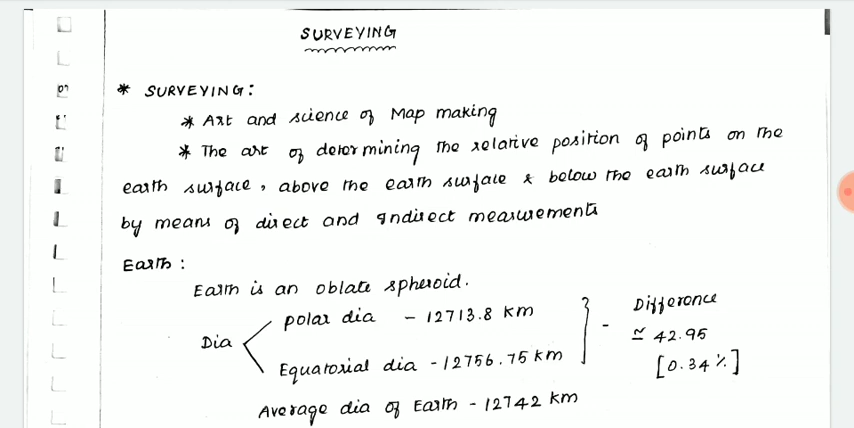 SURVEYING
* SURVEYING:
* Art and science of Map making
* The art of determining the relative position of points on the
earth surface, above the earth surface & below the earth surface
by means of direct and Indirect measurements
Earth:
Earth is an oblate spheroid.
Dia
polar dia - 12713.8 km
Equatorial dia - 12756.75 km
- Difference
≃ 42.95
[0.34 %]
Average dia of Earth - 12742 km